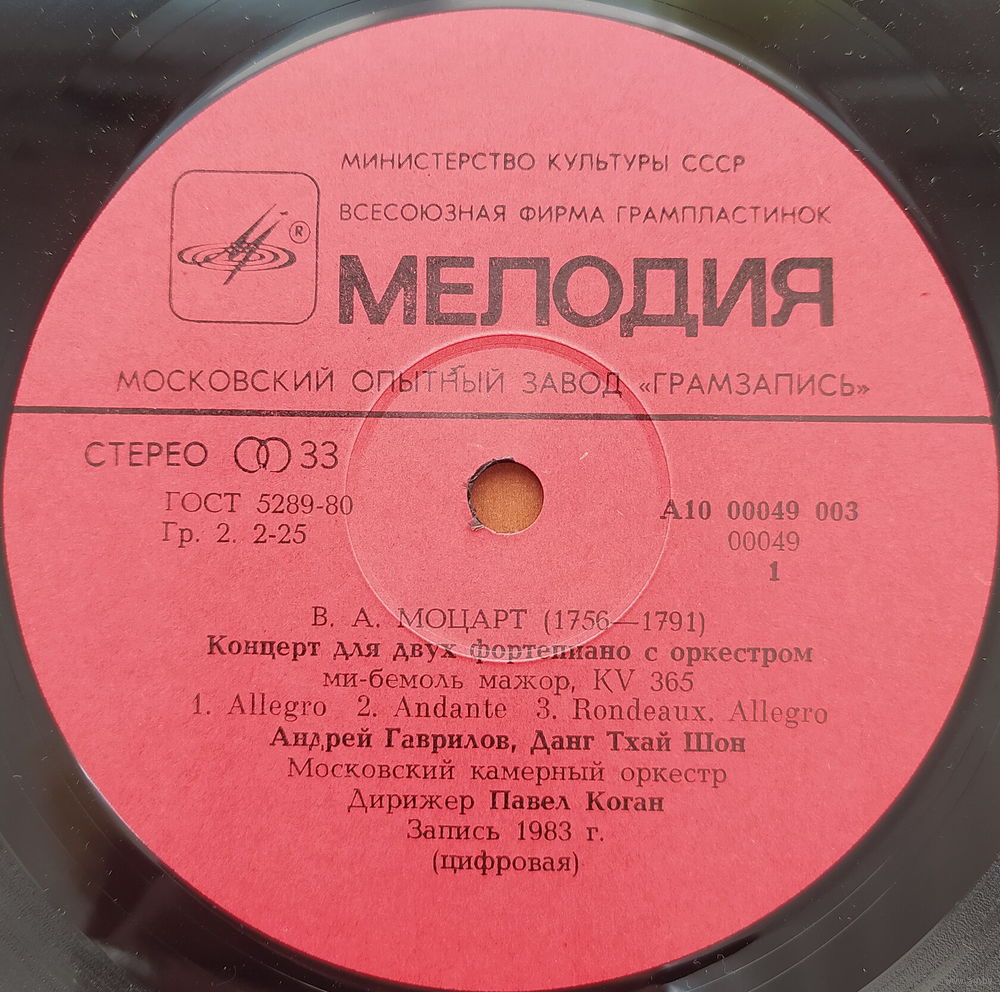 МИНИСТЕРСТВО КУЛЬТУРЫ СССР
ВСЕСОЮЗНАЯ ФИРМА ГРАМПЛАСТИНОК
®
МЕЛОДИЯ
МОСКОВСКИЙ ОПЫТНЫЙ ЗАВОД «ГРАМЗАПИСЬ»
СТЕРЕО 33
ГОСТ 5289-80
Гр. 2. 2-25
А10 00049 003
00049
1
В. А. МОЦАРТ (1756—1791)
Концерт для двух фортепиано с оркестром
ми-бемоль мажор, KV 365
1. Allegro 2. Andante 3. Rondeaux. Allegro
Андрей Гаврилов, Данг Тхай Шон
Московский камерный оркестр
Дирижер Павел Коган
Запись 1983 г.
(цифровая)